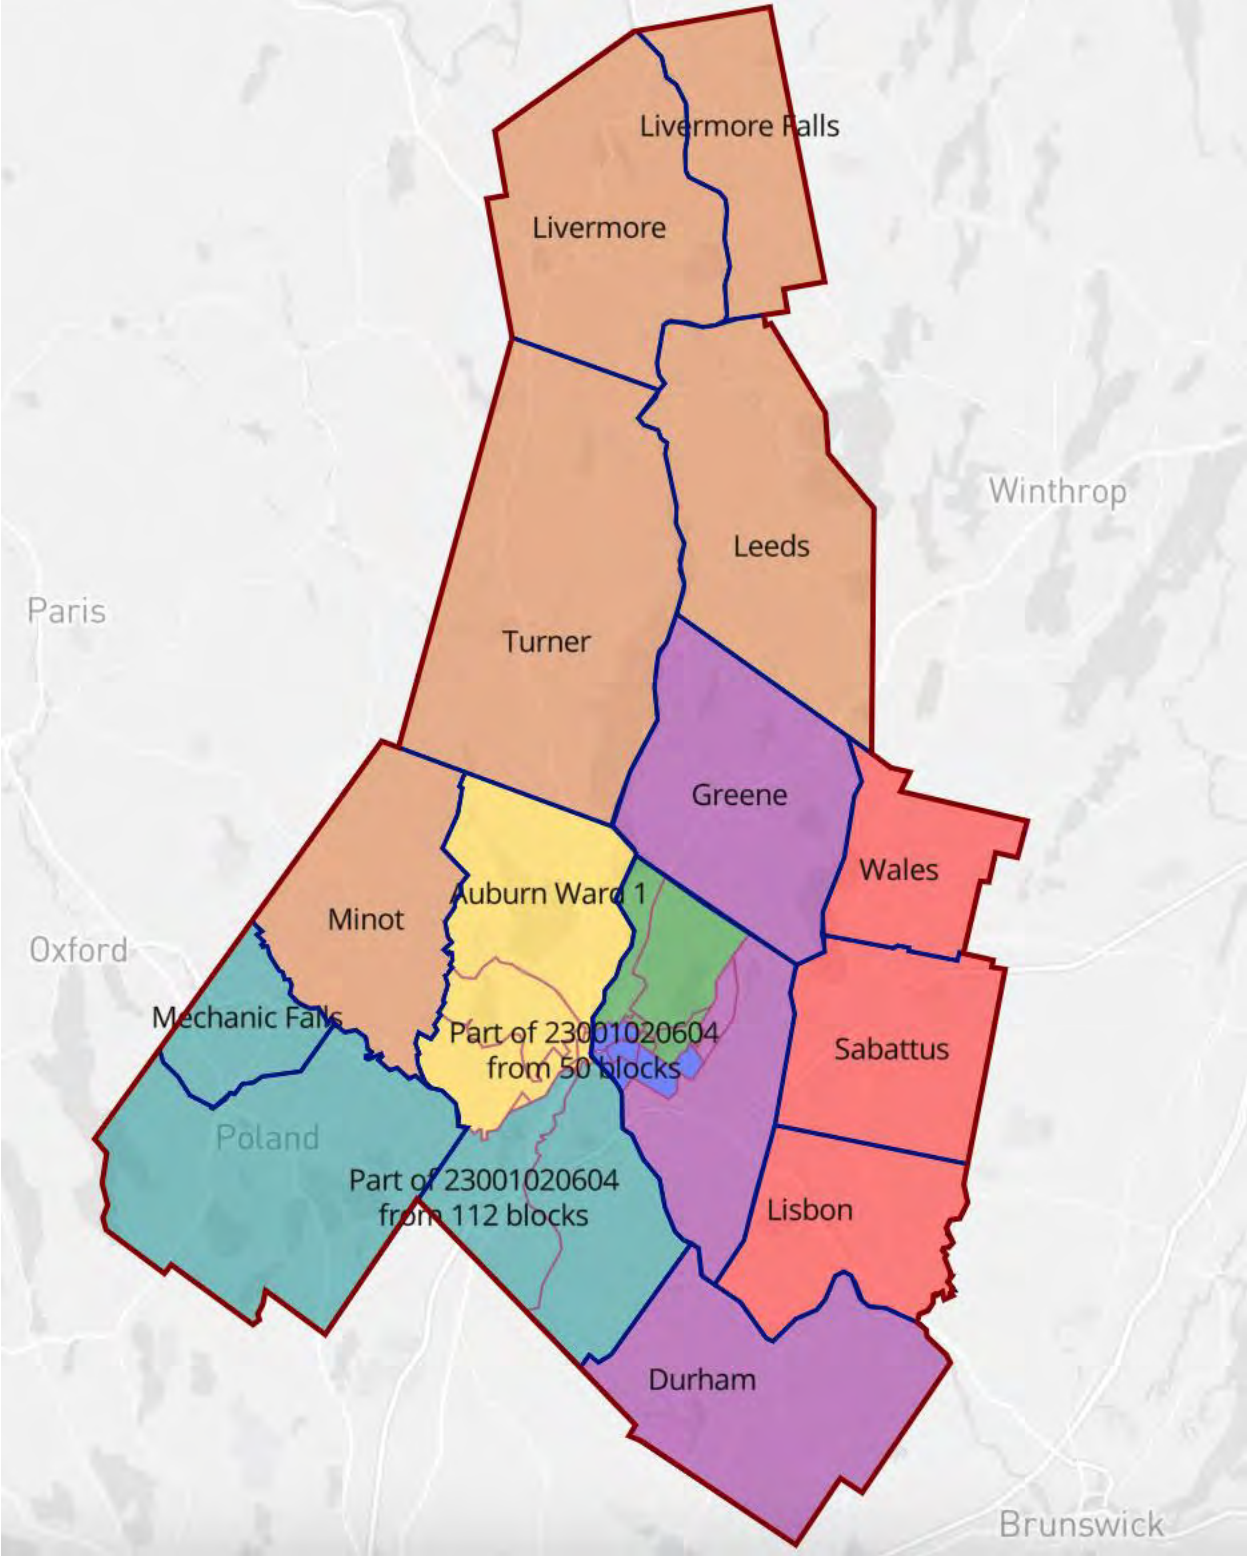 Livermore Falls
Livermore
Winthrop
Leeds
Paris
Turner
Greene
Wales
Auburn Ward 1
Minot
Oxford
Mechanic Falls
Part of 23001020604
from 50 blocks
Sabattus
Poland
Part of 23001020604
from 112 blocks
Lisbon
Durham
Brunswick